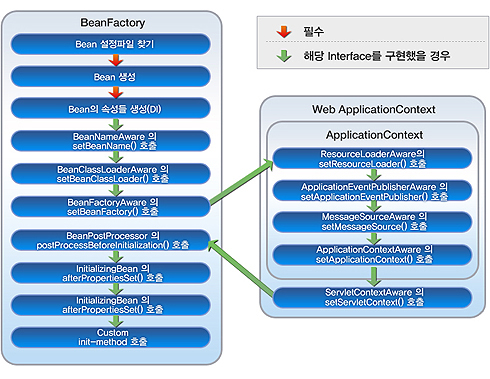 BeanFactory
Bean 설정파일 찾기
Bean 생성
Bean의 속성들 생성(DI)
BeanNameAware 의
setBeanName() 호출
BeanClassLoaderAware 의
setBeanClassLoader() 호출
BeanFactoryAware 의
setBeanFactory() 호출
BeanPostProcessor 의
postProcessBeforeInitialization() 호출
InitializingBean 의
afterPropertiesSet() 호출
InitializingBean 의
afterPropertiesSet() 호출
Custom
init-method 호출
필수
해당 Interface를 구현했을 경우
Web ApplicationContext
ApplicationContext
ResourceLoaderAware의
setResourceLoader() 호출
ApplicationEventPublisherAware 의
setApplicationEventPublisher() 호출
MessageSourceAware 의
setMessageSource() 호출
ApplicationContextAware 의
setApplicationContext() 호출
ServletContextAware 의
setServletContext() 호출